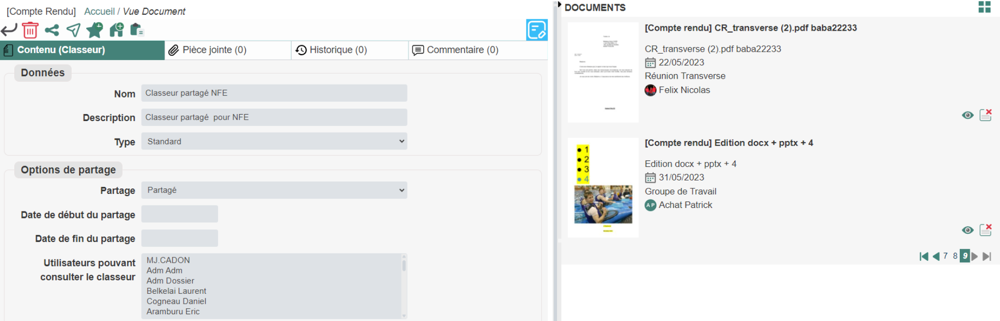 [Compte Rendu] Accueil / Vue Document
Contenu (Classeur)
Pièce jointe (0)
Historique (0)
Commentaire (0)
Données
Nom Classeur partagé NFE
Description Classeur partagé pour NFE
Type Standard
Options de partage
Partage Partagé
Date de début du partage
Date de fin du partage
Utilisateurs pouvant
consulter le classeur
MJ.CADON
Adm Adm
Adm Dossier
Belkelai Laurent
Cogneau Daniel
Aramburu Eric
DOCUMENTS
[Compte rendu] CR_transverse (2).pdf baba22233
CR_transverse (2).pdf baba22233
22/05/2023
Réunion Transverse
Felix Nicolas
1
2
3
4
[Compte rendu] Edition docx + pptx + 4
Edition docx + pptx + 4
31/05/2023
Groupe de Travail
AP Achat Patrick
7 8 9